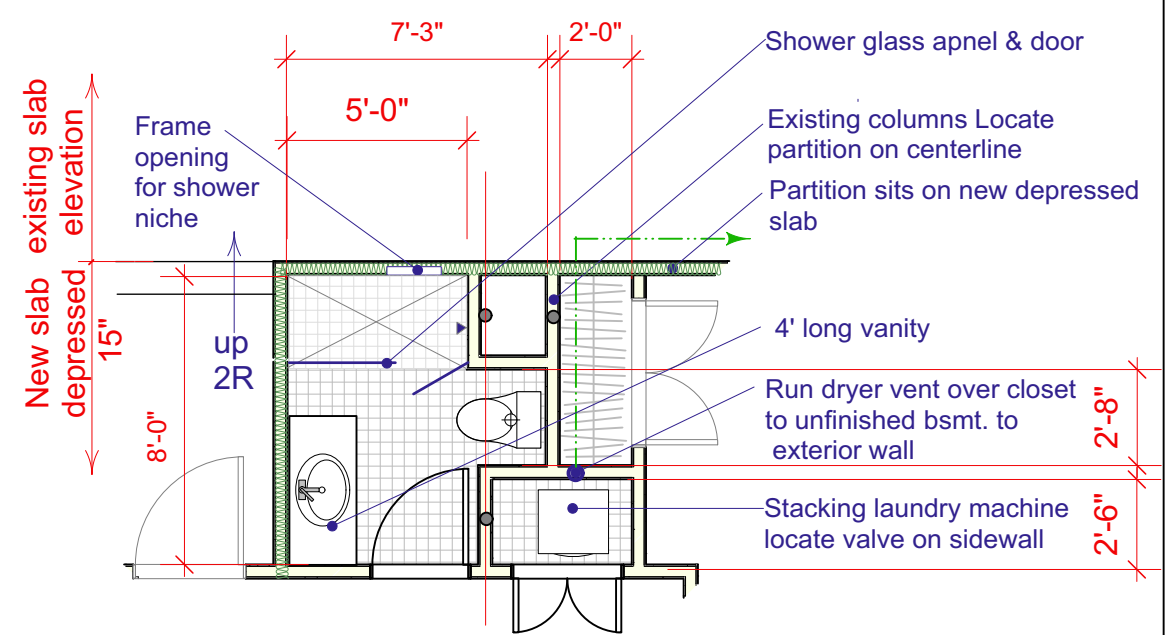 7'-3"
2'-0"
5'-0"
Shower glass apnel & door
Existing columns Locate
partition on centerline
Partition sits on new depressed
slab
Frame
opening
for shower
niche
existing slab
elevation
New slab
depressed
15"
up
2R
8'-0"
4' long vanity
Run dryer vent over closet
to unfinished bsmt. to
exterior wall
2'-8"
Stacking laundry machine
locate valve on sidewall
2'-6"